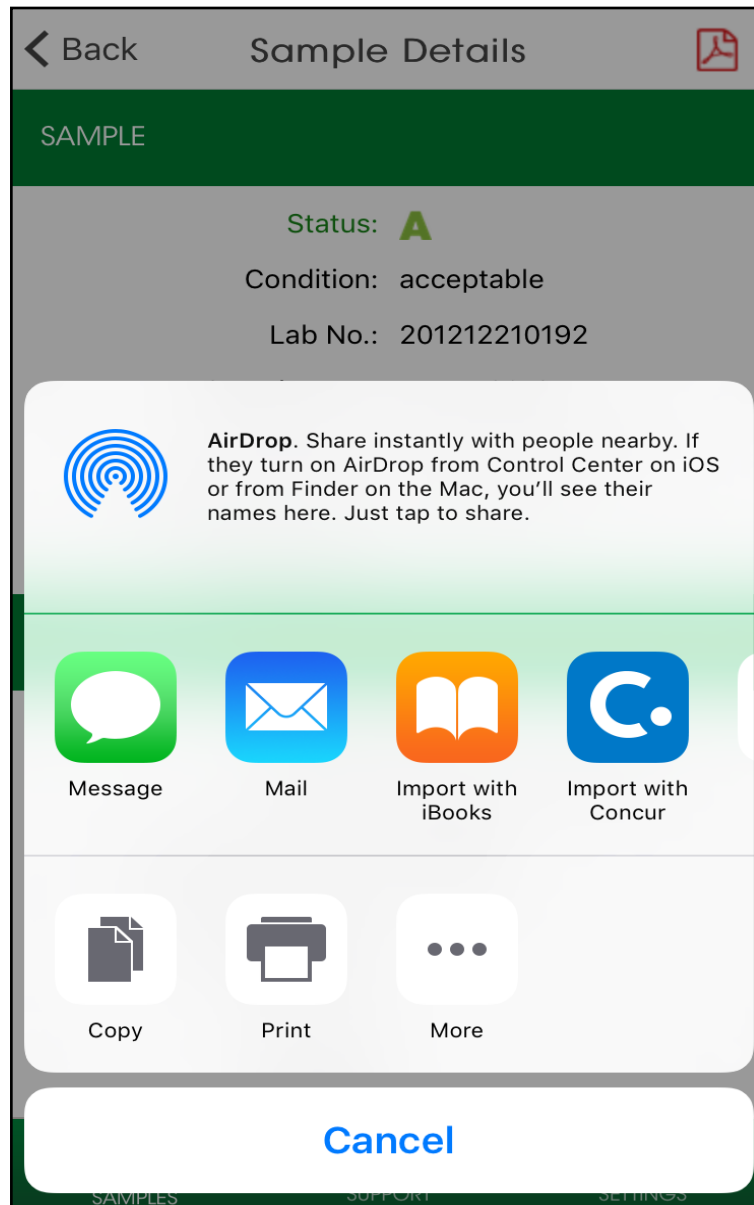 Back Sample Details
SAMPLE
Status: A
Condition: acceptable
Lab No.: 201212210192
AirDrop. Share instantly with people nearby. If
they turn on AirDrop from Control Center on iOS
or from Finder on the Mac, you’ll see their
names here. Just tap to share.
Message Mail Import with Import with
iBooks Concur
Copy Print More
Cancel
SAMPLES SUPPORT SETTINGS